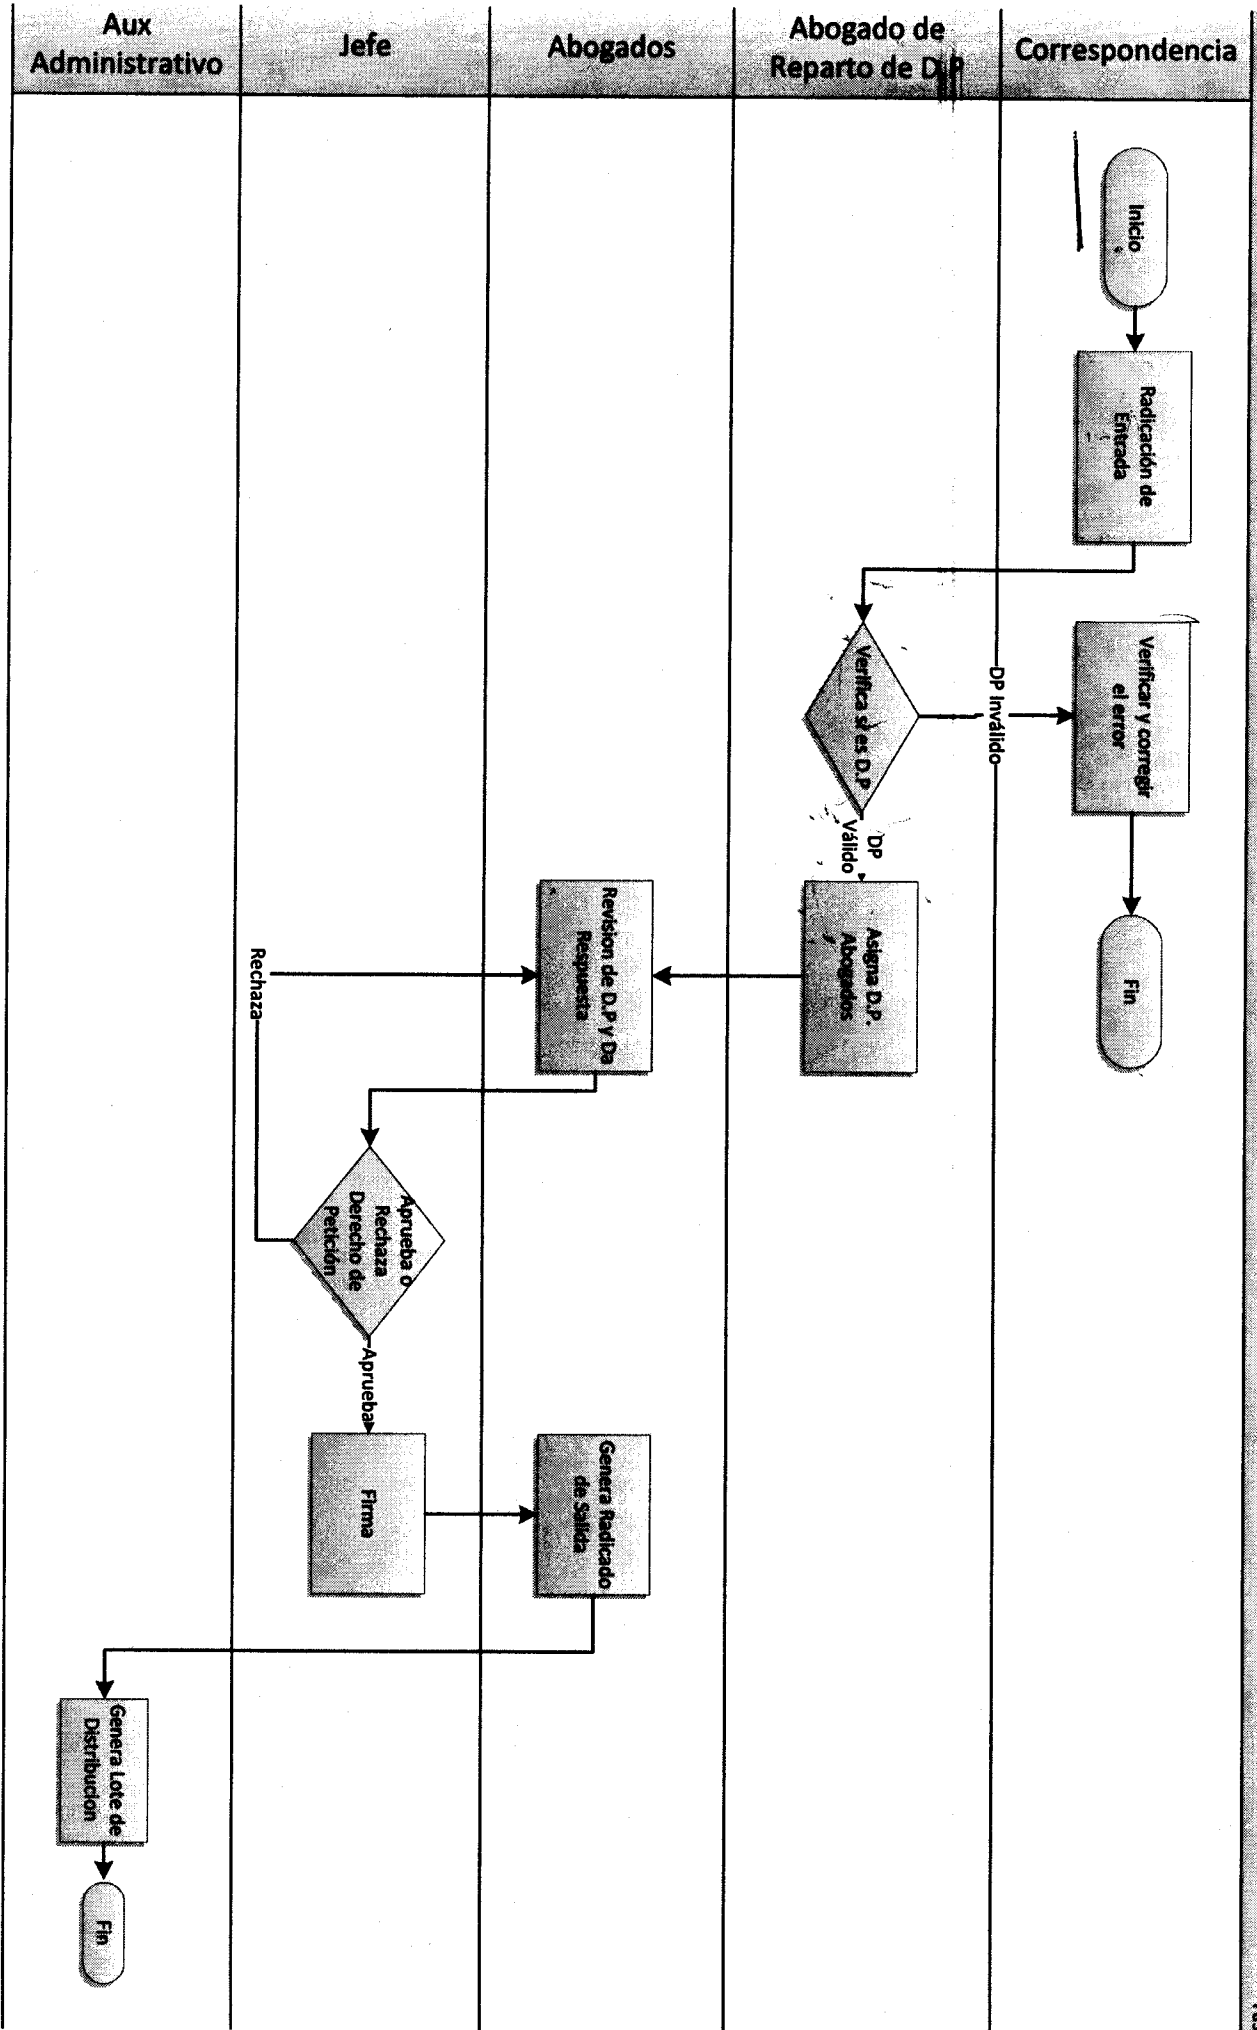 Aux
Administrativo
Jefe
Abogados
Abogado de
Reparto de D.P
Correspondencia
Inicio
Radicación de
Entrada
Verifica si es D.P
DP Inválido
Verificar y corregir
el error
Fin
DP
Válido
Asigna D.P.
Abogados
Revision de D.P y Da
Respuesta
Rechaza
Aprueba o
Rechaza
Derecho de
Petición
Aprueba
Firma
Genera Radicado
de Salida
Genera Lote de
Distribucion
Fin